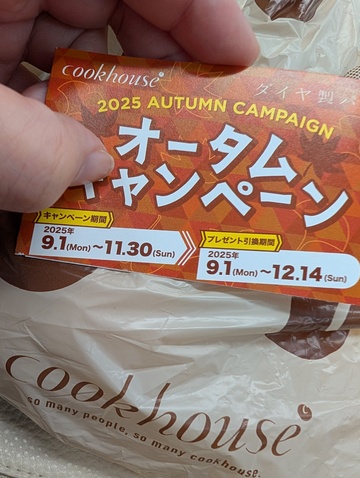 cookhouse
ダイヤ製パ
2025 AUTUMN CAMPAIGN
オータム
キャンペーン
キャンペーン期間
2025年
9.1(Mon)～11.30(Sun)
プレゼント引換期間
2025年
9.1(Mon)～12.14(Sun)
cookhouse
so many people, so many cookhouse.